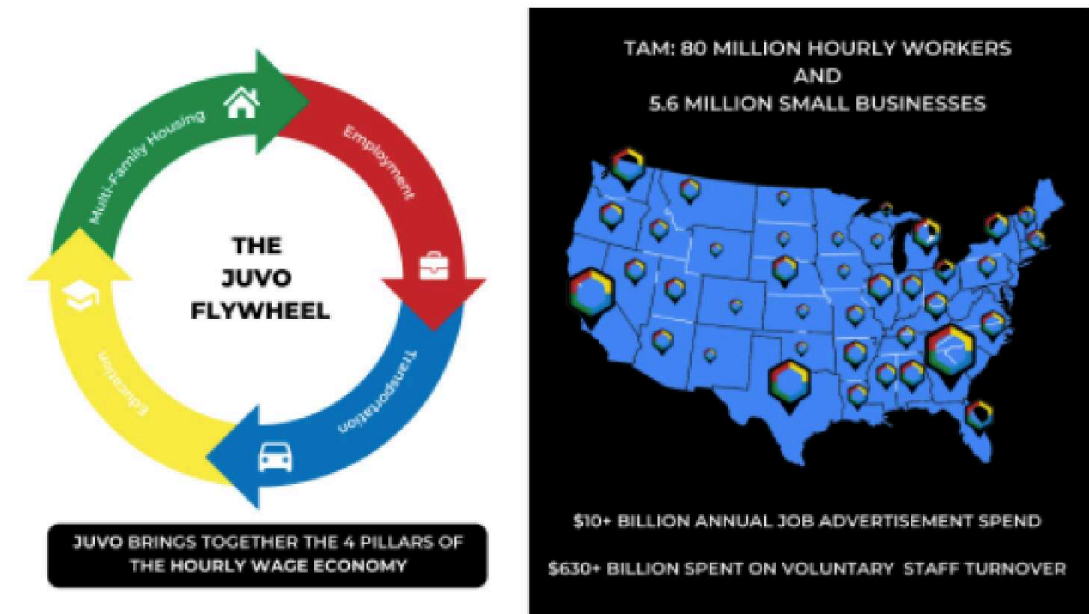 Multi-Family Housing
Employment
THE
JUVO
FLYWHEEL
Education
Transportation
JUVO BRINGS TOGETHER THE 4 PILLARS OF
THE HOURLY WAGE ECONOMY
TAM: 80 MILLION HOURLY WORKERS
AND
5.6 MILLION SMALL BUSINESSES
$10+ BILLION ANNUAL JOB ADVERTISEMENT SPEND
$630+ BILLION SPENT ON VOLUNTARY STAFF TURNOVER